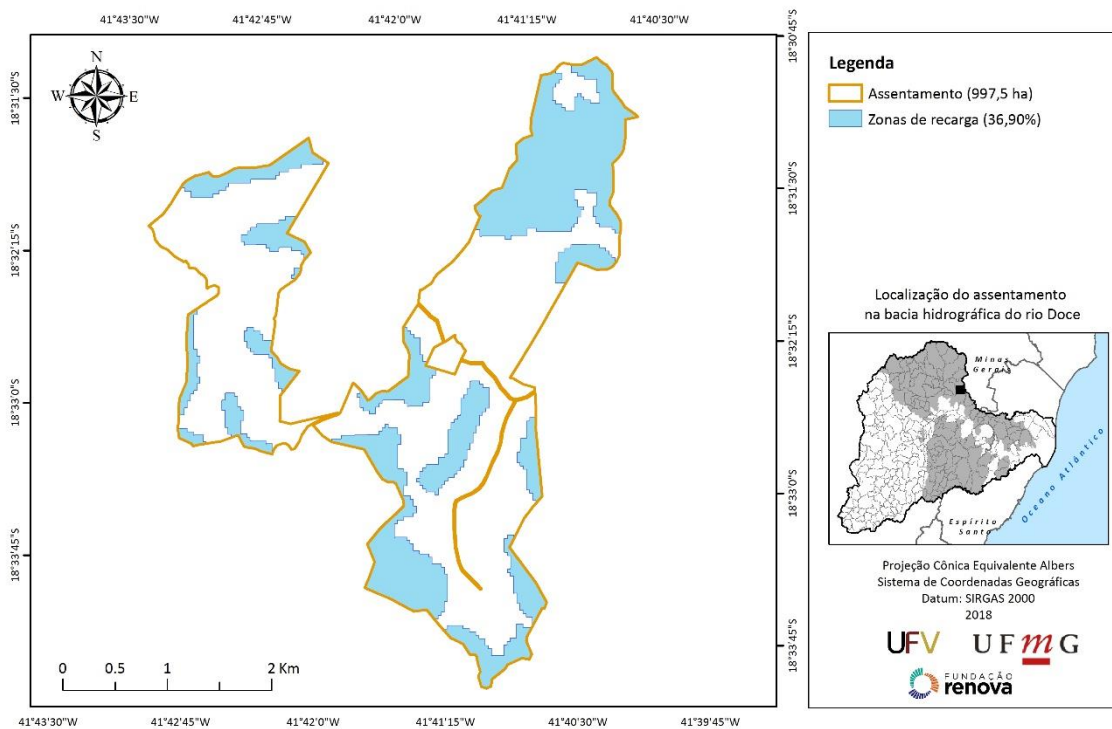 41°43'30"W 41°42'45"W 41°42'0"W 41°41'15"W 41°40'30"W
18°30'45"S
N
W E
S
18°31'30"S
18°31'30"S
18°32'15"S
18°32'15"S
18°33'0"S
18°33'0"S
18°33'45"S
18°33'45"S
0 0.5 1 2 Km
41°43'30"W 41°42'45"W 41°42'0"W 41°41'15"W 41°40'30"W 41°39'45"W
Legenda
Assentamento (997,5 ha)
Zonas de recarga (36,90%)
Localização do assentamento
na bacia hidrográfica do rio Doce
Minas
Gerais
Oceano Atlântico
Espírito
Santo
Projeção Cônica Equivalente Albers
Sistema de Coordenadas Geográficas
Datum: SIRGAS 2000
2018
UFV UFmG
FUNDAÇÃO
renova